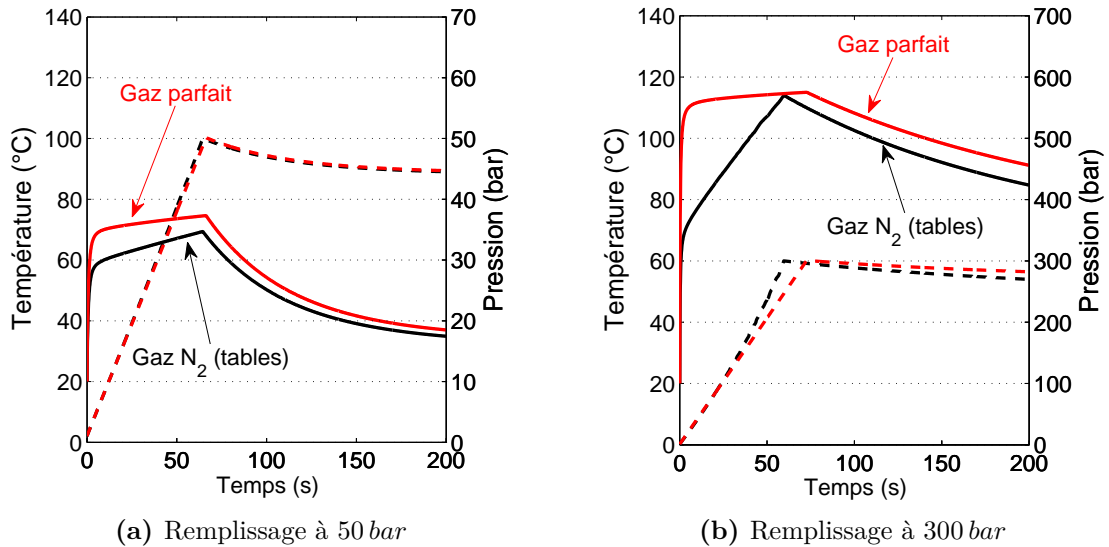 140
120
100
80
60
40
20
0
Température (°C)
Gaz parfait
Gaz N2 (tables)
70
60
50
40
30
20
10
0
Pression (bar)
0 50 100 150 200
Temps (s)
(a) Remplissage à 50 bar
140
120
100
80
60
40
20
0
Température (°C)
Gaz parfait
Gaz N2 (tables)
700
600
500
400
300
200
100
0
Pression (bar)
0 50 100 150 200
Temps (s)
(b) Remplissage à 300 bar